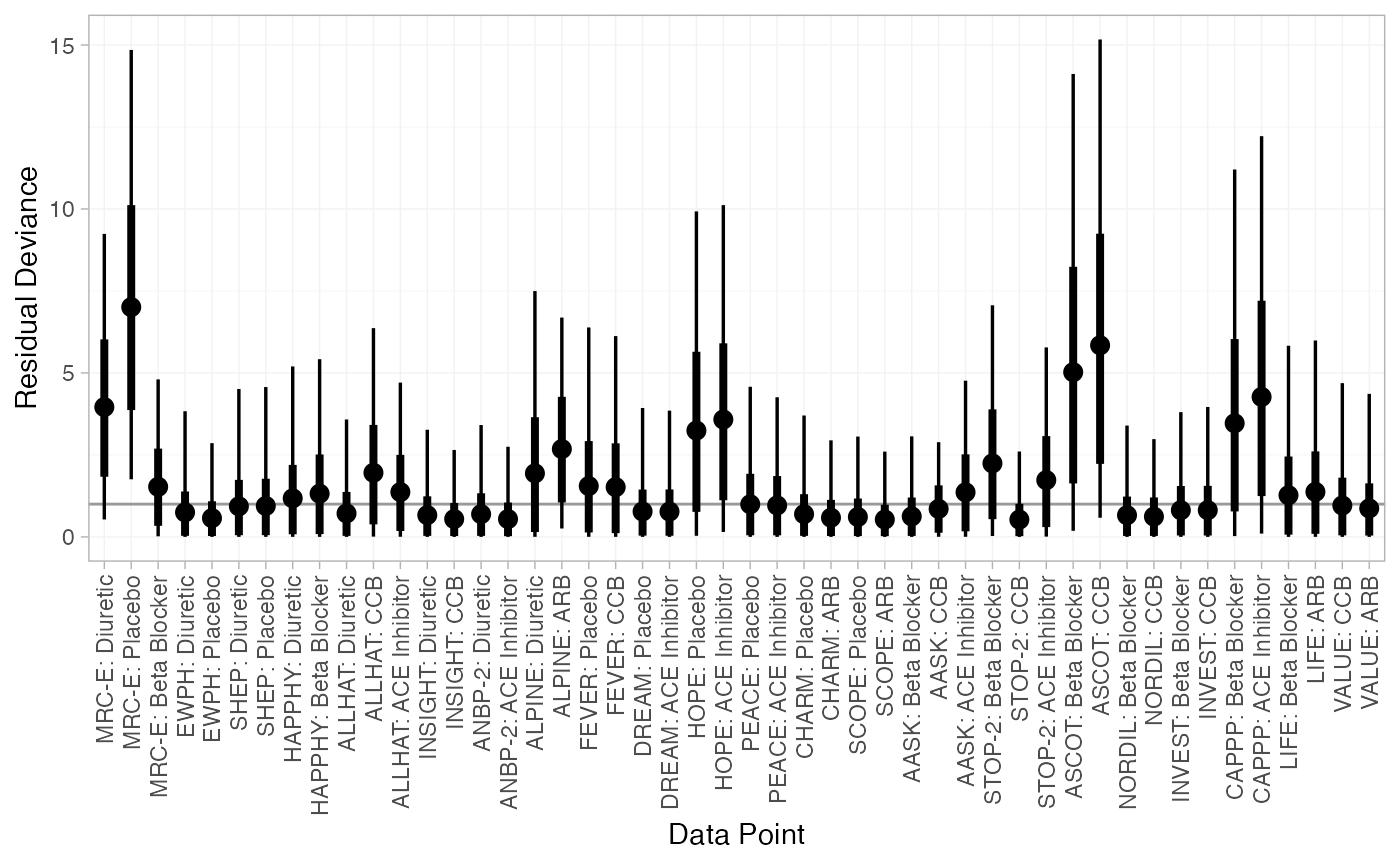 15
10
5
0
Residual Deviance
MRC-E: Diuretic
MRC-E: Placebo
MRC-E: Beta Blocker
EWPH: Diuretic
EWPH: Placebo
SHEP: Diuretic
SHEP: Placebo
HAPPHY: Diuretic
HAPPHY: Beta Blocker
ALLHAT: Diuretic
ALLHAT: CCB
ALLHAT: ACE Inhibitor
INSIGHT: Diuretic
INSIGHT: CCB
ANBP-2: Diuretic
ANBP-2: ACE Inhibitor
ALPINE: Diuretic
ALPINE: ARB
FEVER: Placebo
FEVER: CCB
DREAM: Placebo
DREAM: ACE Inhibitor
HOPE: Placebo
HOPE: ACE Inhibitor
PEACE: Placebo
PEACE: ACE Inhibitor
CHARM: Placebo
CHARM: ARB
SCOPE: Placebo
SCOPE: ARB
AASK: Beta Blocker
AASK: CCB
AASK: ACE Inhibitor
STOP-2: Beta Blocker
STOP-2: CCB
STOP-2: ACE Inhibitor
ASCOT: Beta Blocker
ASCOT: CCB
NORDIL: Beta Blocker
NORDIL: CCB
INVEST: Beta Blocker
INVEST: CCB
CAPPP: Beta Blocker
CAPPP: ACE Inhibitor
LIFE: Beta Blocker
LIFE: ARB
VALUE: CCB
VALUE: ARB
Data Point